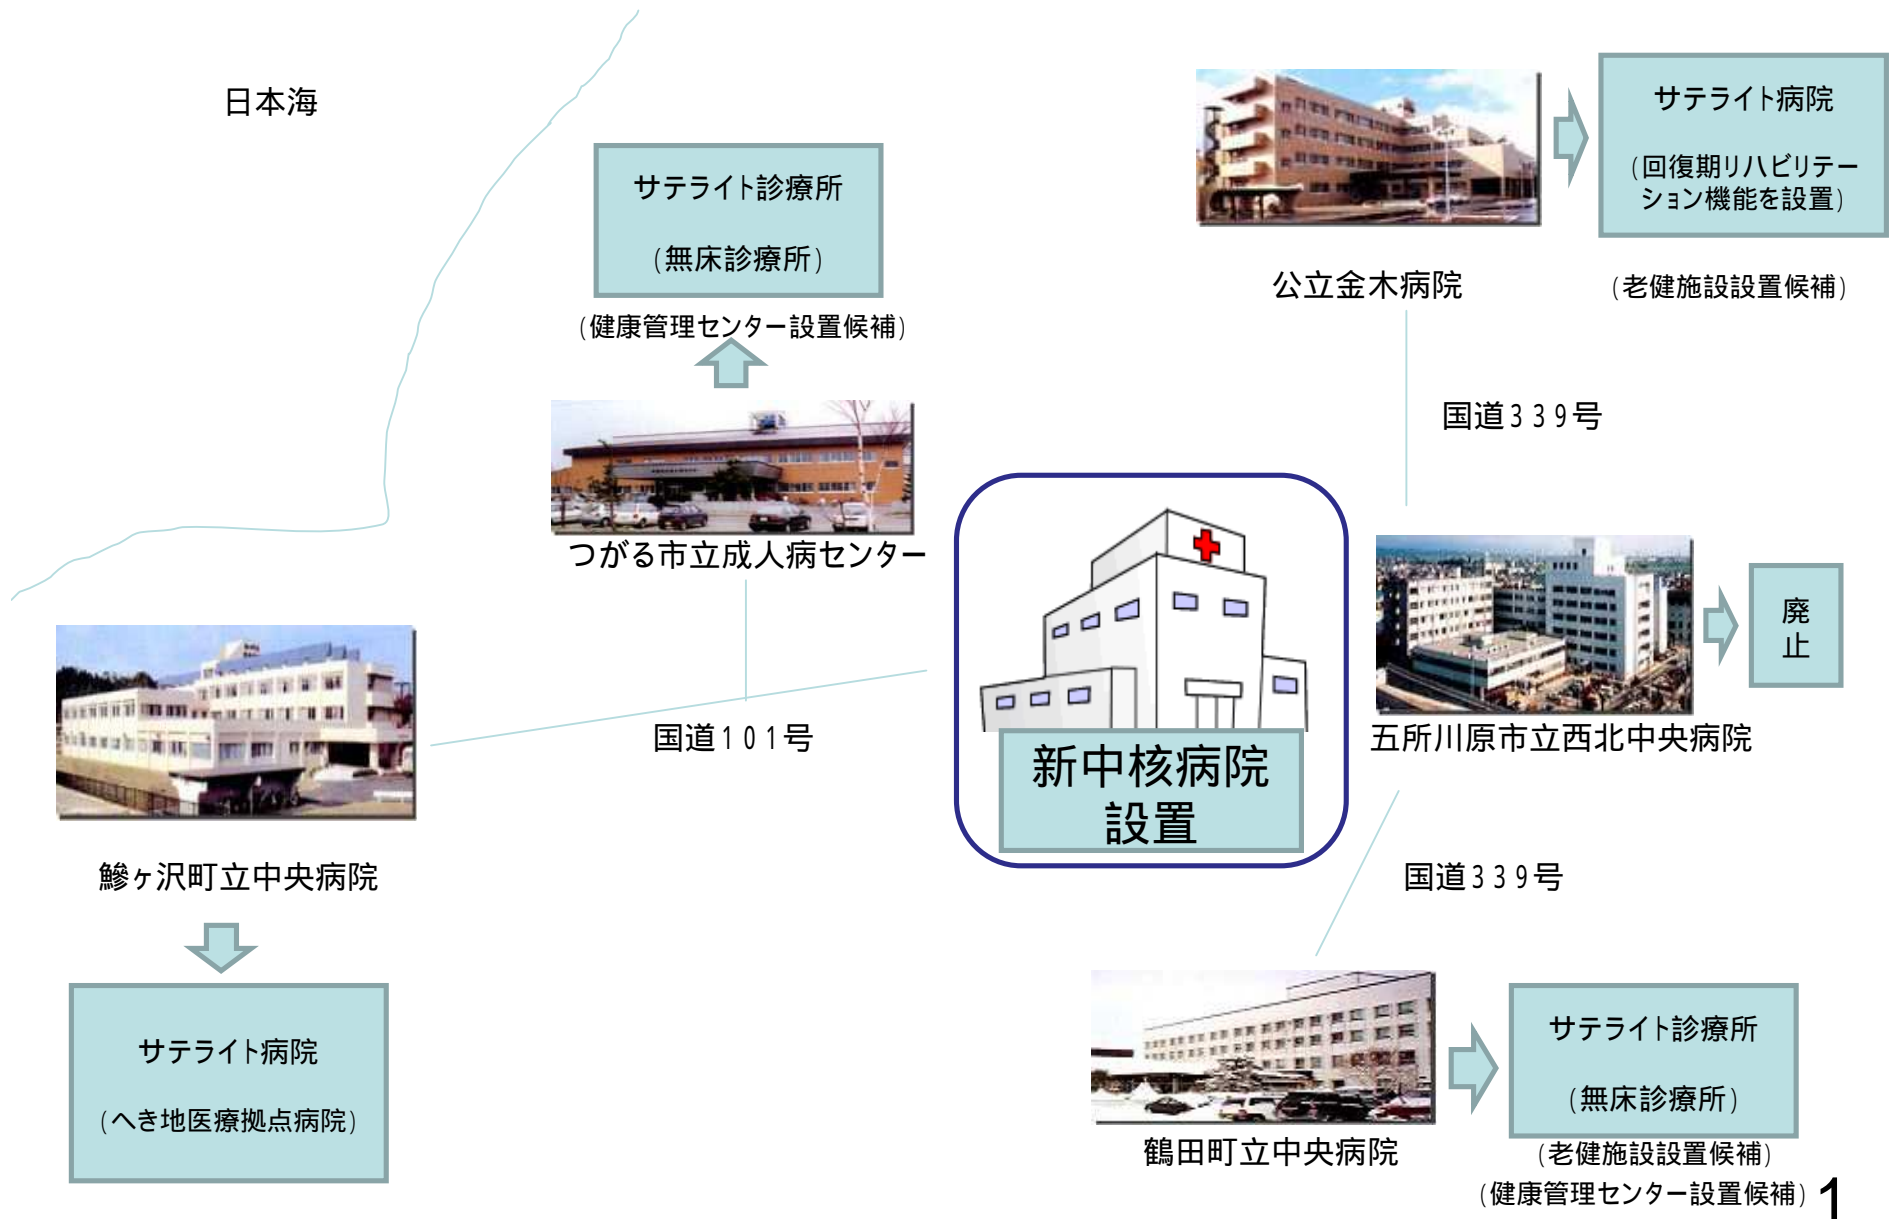 日本海
サテライト診療所
(無床診療所)
(健康管理センター設置候補)
つがる市立成人病センター
サテライト病院
(回復期リハビリテー
ション機能を設置)
(老健施設設置候補)
公立金木病院
国道339号
新中核病院
設置
五所川原市立西北中央病院
廃
止
国道101号
鰺ヶ沢町立中央病院
サテライト病院
(へき地医療拠点病院)
国道339号
鶴田町立中央病院
サテライト診療所
(無床診療所)
(老健施設設置候補)
(健康管理センター設置候補)
1